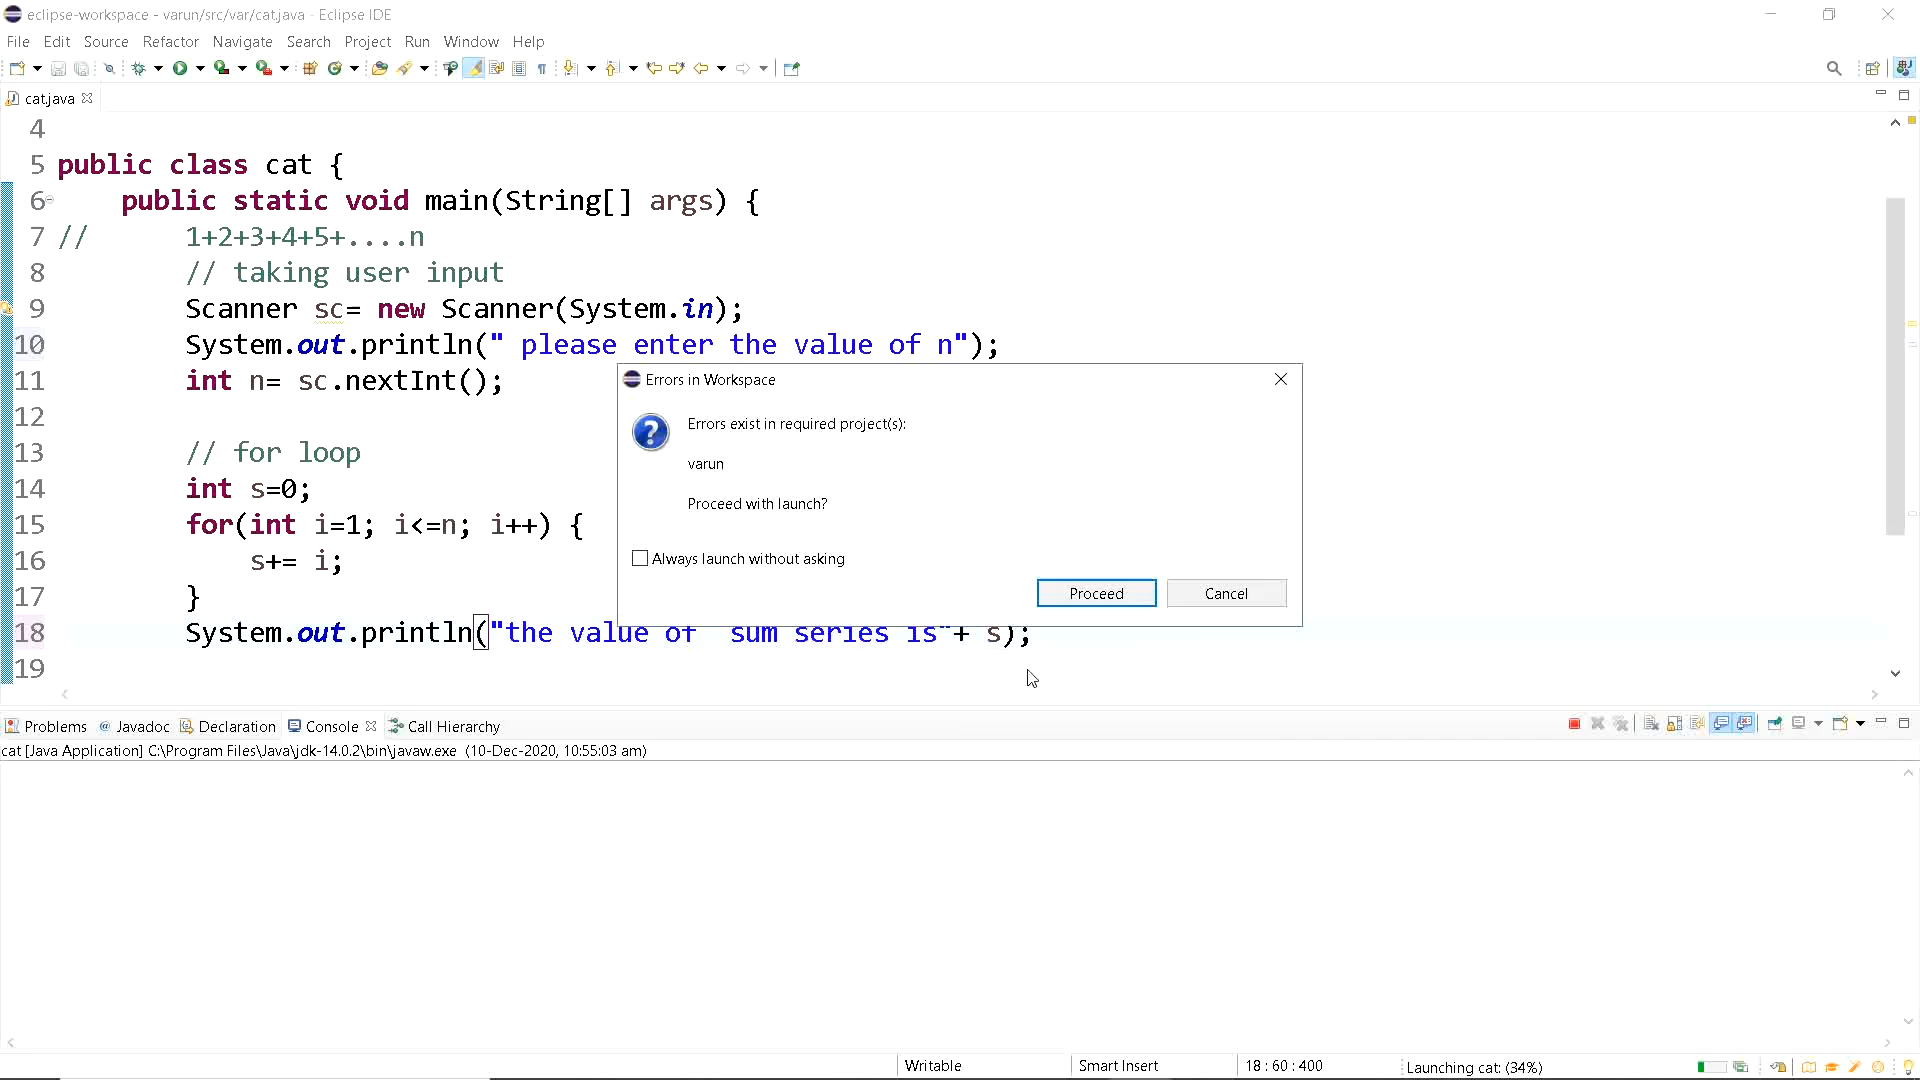 eclipse-workspace - varun/src/var/cat.java - Eclipse IDE
File Edit Source Refactor Navigate Search Project Run Window Help
cat.java
4
5 public class cat {
6 public static void main(String[] args) {
7 // 1+2+3+4+5+....n
8 // taking user input
9 Scanner sc= new Scanner(System.in);
10 System.out.println(" please enter the value of n");
11 int n= sc.nextInt();
12
13 // for loop
14 int s=0;
15 for(int i=1; i<=n; i++) {
16 s+= i;
17 }
18 System.out.println("the value of sum series is"+ s);
19
Errors in Workspace
Errors exist in required project(s):
varun
Proceed with launch?
Always launch without asking
Proceed Cancel
Problems @ Javadoc Declaration Console Call Hierarchy
cat [Java Application] C:\Program Files\Java\jdk-14.0.2\bin\javaw.exe (10-Dec-2020, 10:55:03 am)
Writable Smart Insert 18 : 60 : 400 Launching cat: (34%)